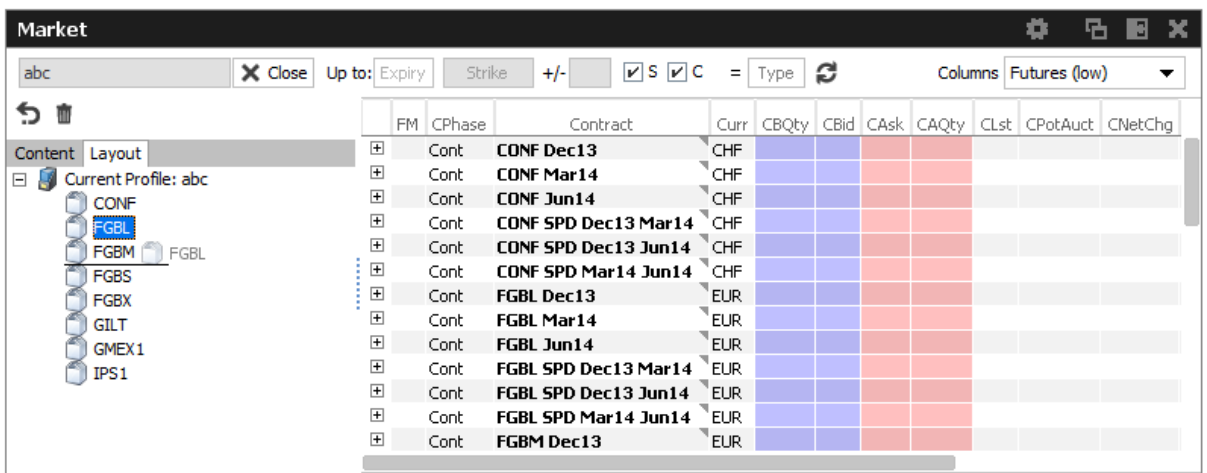 Market
abc Close Up to: Expiry Strike +/- S C = Type Columns Futures (low)
FM CPhase Contract Curr CBQty CBid CAsk CAQty CLst CPotAuct CNetChg
Content Layout
Current Profile: abc
CONF
FGBL
FGBM FGBL
FGBS
FGBX
GILT
GMEX1
IPS1
Cont CONF Dec13 CHF
Cont CONF Mar14 CHF
Cont CONF Jun14 CHF
Cont CONF SPD Dec13 Mar14 CHF
Cont CONF SPD Dec13 Jun14 CHF
Cont CONF SPD Mar14 Jun14 CHF
Cont FGBL Dec13 EUR
Cont FGBL Mar14 EUR
Cont FGBL Jun14 EUR
Cont FGBL SPD Dec13 Mar14 EUR
Cont FGBL SPD Dec13 Jun14 EUR
Cont FGBL SPD Mar14 Jun14 EUR
Cont FGBM Dec13 EUR